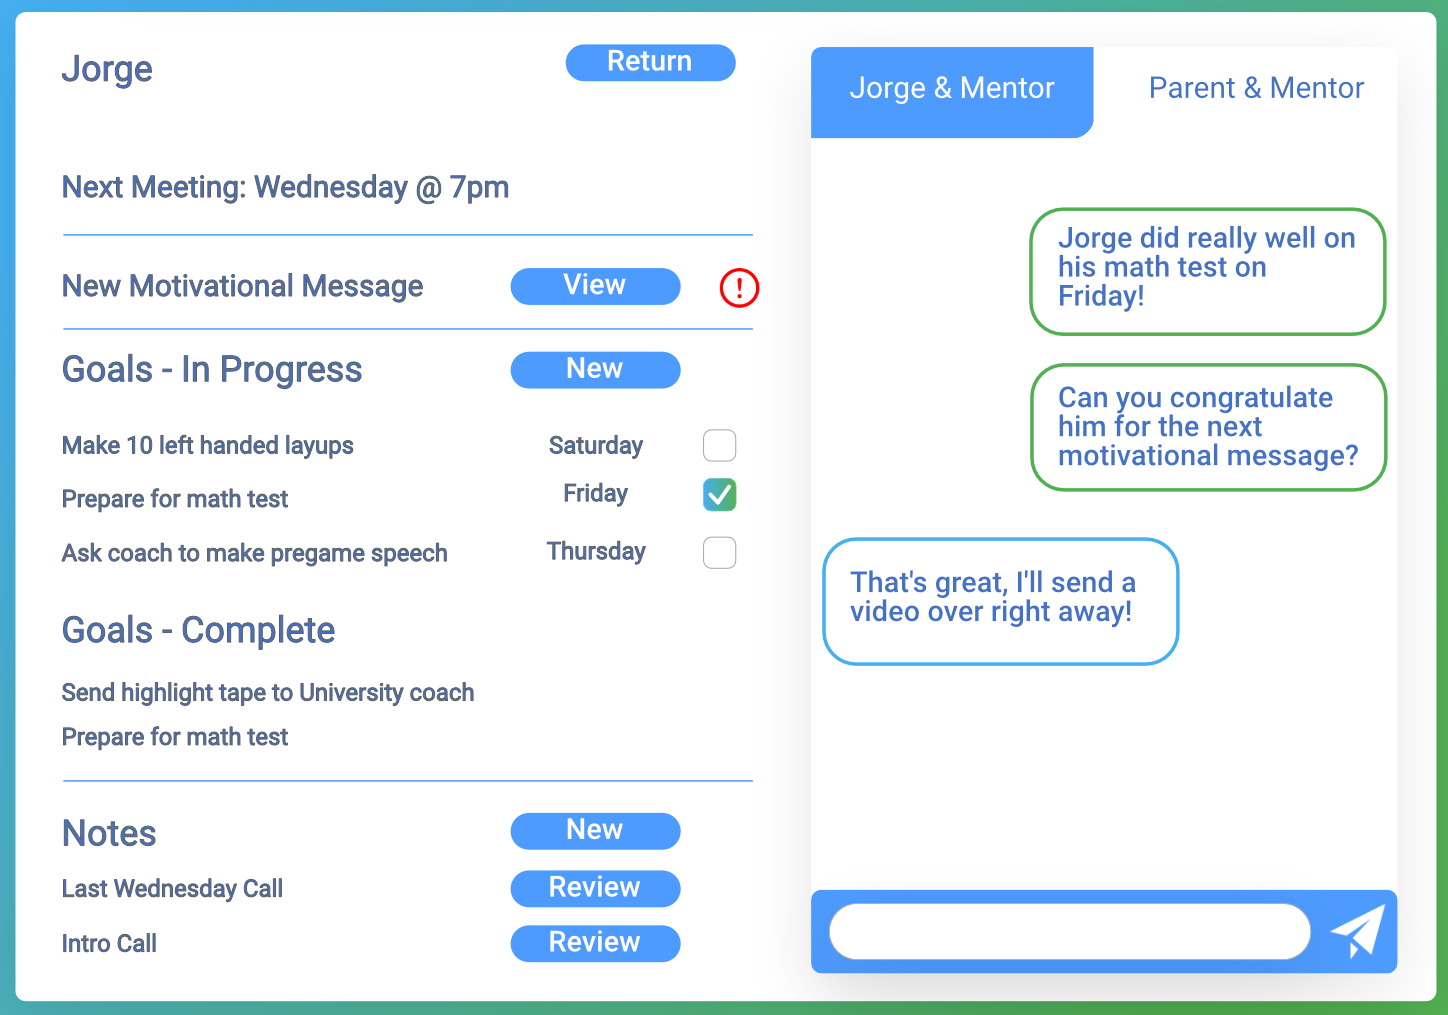 Jorge
Return
Next Meeting: Wednesday @ 7pm
New Motivational Message
View
!
Goals - In Progress
New
Make 10 left handed layups
Saturday
Prepare for math test
Friday
Ask coach to make pregame speech
Thursday
Goals - Complete
Send highlight tape to University coach
Prepare for math test
Notes
New
Last Wednesday Call
Review
Intro Call
Review
Jorge & Mentor
Parent & Mentor
Jorge did really well on
his math test on
Friday!
Can you congratulate
him for the next
motivational message?
That's great, I'll send a
video over right away!